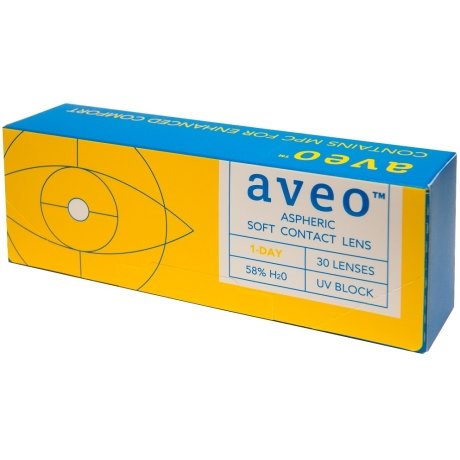 CONTAINS MPC FOR ENHANCED COMFORT
aveo™
aveo™
ASPHERIC
SOFT CONTACT LENS
1-DAY
30 LENSES
58% H₂0
UV BLOCK